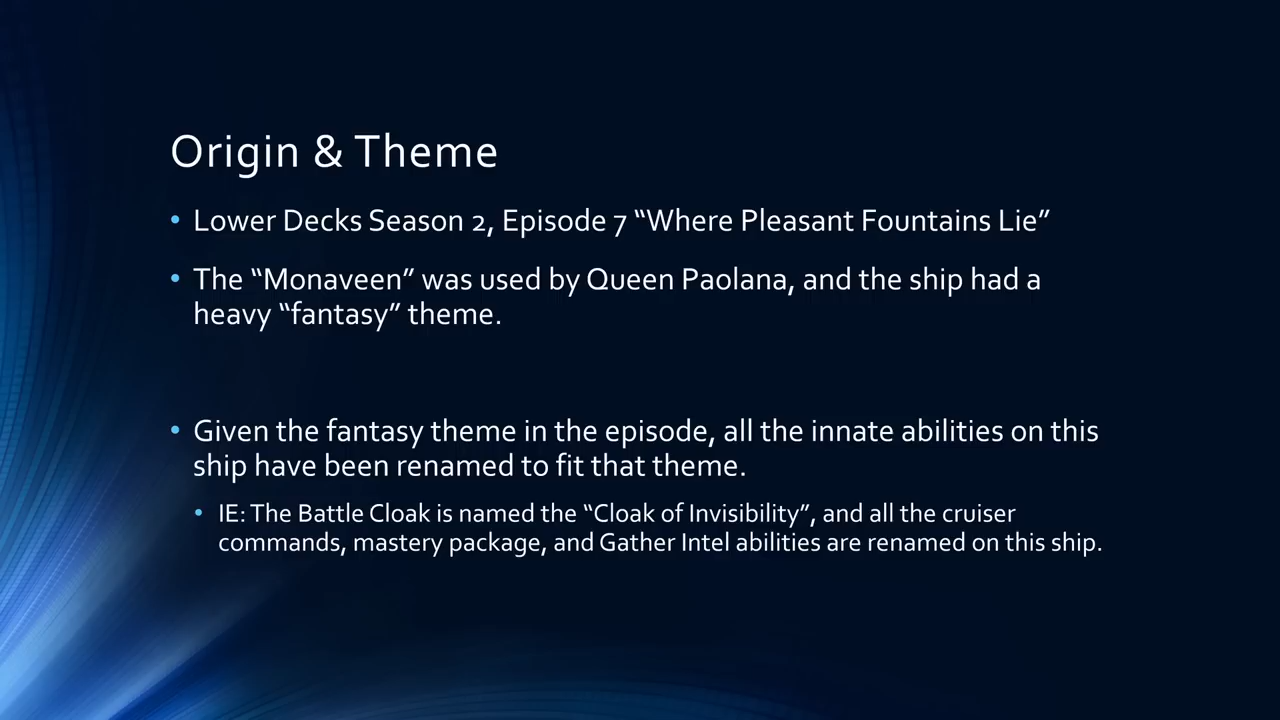 Origin & Theme
• Lower Decks Season 2, Episode 7 “Where Pleasant Fountains Lie”
• The “Monaveen” was used by Queen Paolana, and the ship had a
heavy “fantasy” theme.
• Given the fantasy theme in the episode, all the innate abilities on this
ship have been renamed to fit that theme.
• IE: The Battle Cloak is named the “Cloak of Invisibility”, and all the cruiser
commands, mastery package, and Gather Intel abilities are renamed on this ship.